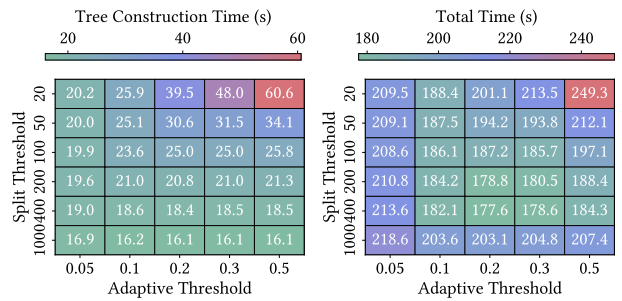 Tree Construction Time (s)
20 40 60
Split Threshold
20 20.2 25.9 39.5 48.0 60.6
50 20.0 25.1 30.6 31.5 34.1
100 19.9 23.6 25.0 25.0 25.8
200 19.6 21.0 20.8 21.0 21.3
400 19.0 18.6 18.4 18.5 18.5
1000 16.9 16.2 16.1 16.1 16.1
0.05 0.1 0.2 0.3 0.5
Adaptive Threshold
Total Time (s)
180 200 220 240
Split Threshold
20 209.5 188.4 201.1 213.5 249.3
50 209.1 187.5 194.2 193.8 212.1
100 208.6 186.1 187.2 185.7 197.1
200 210.8 184.2 178.8 180.5 188.4
400 213.6 182.1 177.6 178.6 184.3
1000 218.6 203.6 203.1 204.8 207.4
0.05 0.1 0.2 0.3 0.5
Adaptive Threshold